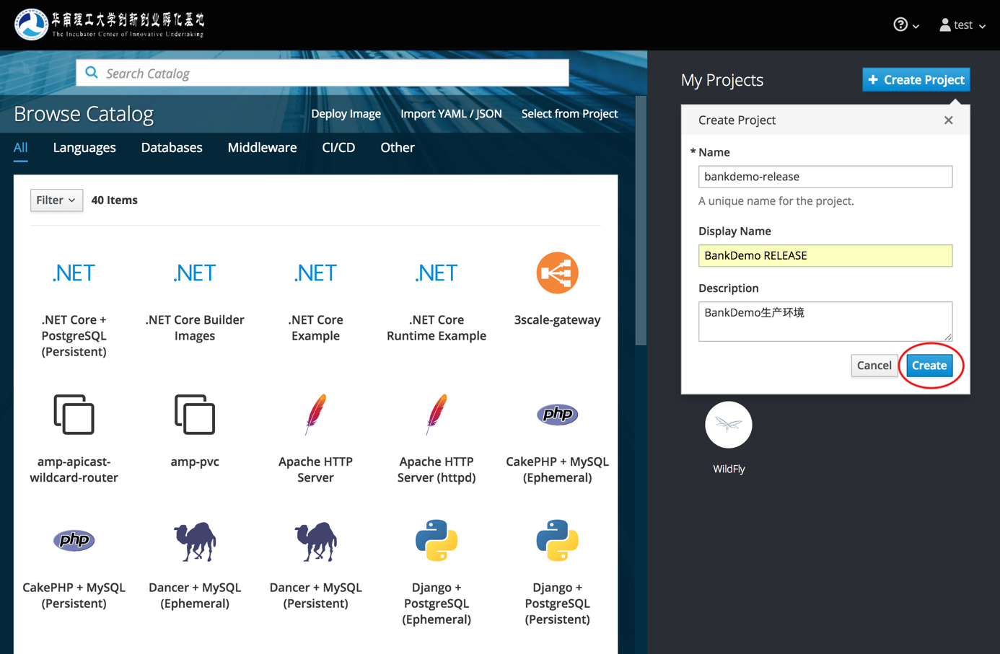 华南理工大学创新创业孵化基地
The Incubator Center of Innovative Undertaking
test
Search Catalog
Browse Catalog
Deploy Image
Import YAML / JSON
Select from Project
All
Languages
Databases
Middleware
CI/CD
Other
Filter
40 Items
.NET
.NET Core +
PostgreSQL
(Persistent)
.NET
.NET Core Builder
Images
.NET
.NET Core
Example
.NET
.NET Core
Runtime Example
3scale-gateway
amp-apicast-
wildcard-router
amp-pvc
Apache HTTP
Server
Apache HTTP
Server (httpd)
php
CakePHP + MySQL
(Ephemeral)
php
CakePHP + MySQL
(Persistent)
Dancer + MySQL
(Ephemeral)
Dancer + MySQL
(Persistent)
Django +
PostgreSQL
(Ephemeral)
Django +
PostgreSQL
(Persistent)
My Projects
+ Create Project
Create Project
* Name
bankdemo-release
A unique name for the project.
Display Name
BankDemo RELEASE
Description
BankDemo生产环境
Cancel
Create
WildFly